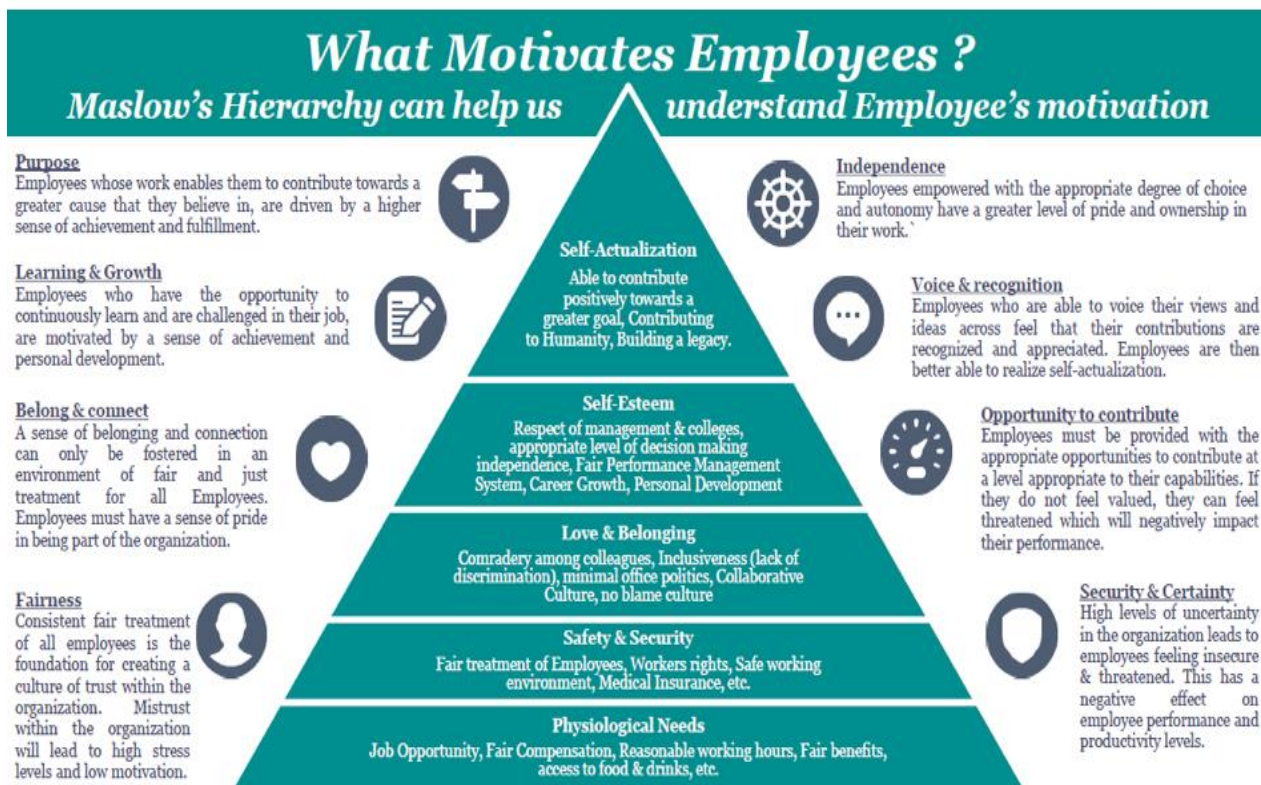 What Motivates Employees ?
Maslow's Hierarchy can help us understand Employee's motivation
Purpose
Employees whose work enables them to contribute towards a
greater cause that they believe in, are driven by a higher
sense of achievement and fulfillment.
Learning & Growth
Employees who have the opportunity to
continuously learn and are challenged in their job,
are motivated by a sense of achievement and
personal development.
Belong & connect
A sense of belonging and connection
can only be fostered in an
environment of fair and just
treatment for all Employees.
Employees must have a sense of pride
in being part of the organization.
Fairness
Consistent fair treatment
of all employees is the
foundation for creating a
culture of trust within the
organization. Mistrust
within the organization
will lead to high stress
levels and low motivation.
Self-Actualization
Able to contribute
positively towards a
greater goal, Contributing
to Humanity, Building a legacy.
Self-Esteem
Respect of management & colleges,
appropriate level of decision making
independence, Fair Performance Management
System, Career Growth, Personal Development
Love & Belonging
Comradery among colleagues, Inclusiveness (lack of
discrimination), minimal office politics, Collaborative
Culture, no blame culture
Safety & Security
Fair treatment of Employees, Workers rights, Safe working
environment, Medical Insurance, etc.
Physiological Needs
Job Opportunity, Fair Compensation, Reasonable working hours, Fair benefits,
access to food & drinks, etc.
Independence
Employees empowered with the appropriate degree of choice
and autonomy have a greater level of pride and ownership in
their work.`
Voice & recognition
Employees who are able to voice their views and
ideas across feel that their contributions are
recognized and appreciated. Employees are then
better able to realize self-actualization.
Opportunity to contribute
Employees must be provided with the
appropriate opportunities to contribute at
a level appropriate to their capabilities. If
they do not feel valued, they can feel
threatened which will negatively impact
their performance.
Security & Certainty
High levels of uncertainty
in the organization leads to
employees feeling insecure
& threatened. This has a
negative effect on
employee performance and
productivity levels.